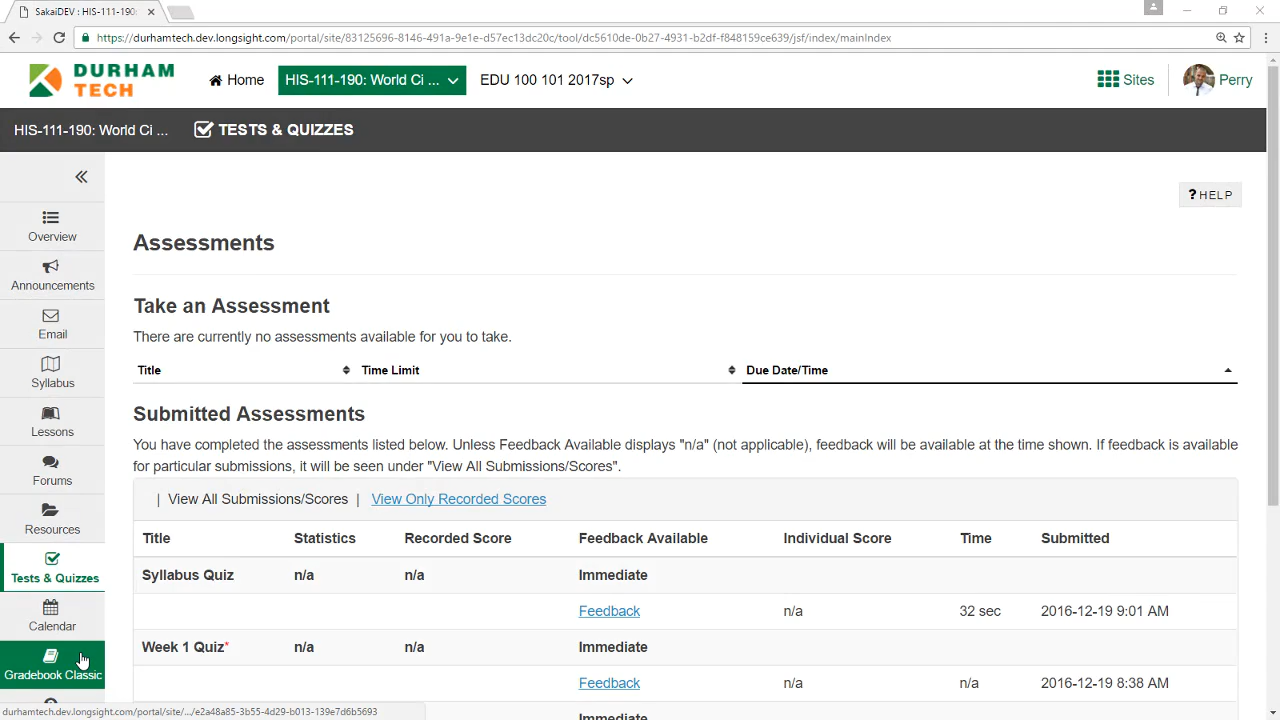 SakaiDEV : HIS-111-190:
https://durhamtech.dev.longsight.com/portal/site/83125696-8146-491a-9e1e-d57ec13dc20c/tool/dc5610de-0b27-4931-b2df-f848159ce639/jsf/index/mainIndex
DURHAM
TECH
Home
HIS-111-190: World Ci ...
EDU 100 101 2017sp
Sites
Perry
HIS-111-190: World Ci ...
TESTS & QUIZZES
? HELP
Overview
Announcements
Email
Syllabus
Lessons
Forums
Resources
Tests & Quizzes
Calendar
Gradebook Classic
Assessments
Take an Assessment
There are currently no assessments available for you to take.
Title Time Limit Due Date/Time
Submitted Assessments
You have completed the assessments listed below. Unless Feedback Available displays "n/a" (not applicable), feedback will be available at the time shown. If feedback is available
for particular submissions, it will be seen under "View All Submissions/Scores".
| View All Submissions/Scores | View Only Recorded Scores
Title Statistics Recorded Score Feedback Available Individual Score Time Submitted
Syllabus Quiz n/a n/a Immediate
Feedback n/a 32 sec 2016-12-19 9:01 AM
Week 1 Quiz* n/a n/a Immediate
Feedback n/a n/a 2016-12-19 8:38 AM
Immediate
durhamtech.dev.longsight.com/portal/site/.../e2a48a85-3b55-4d29-b013-139e7d6b5693